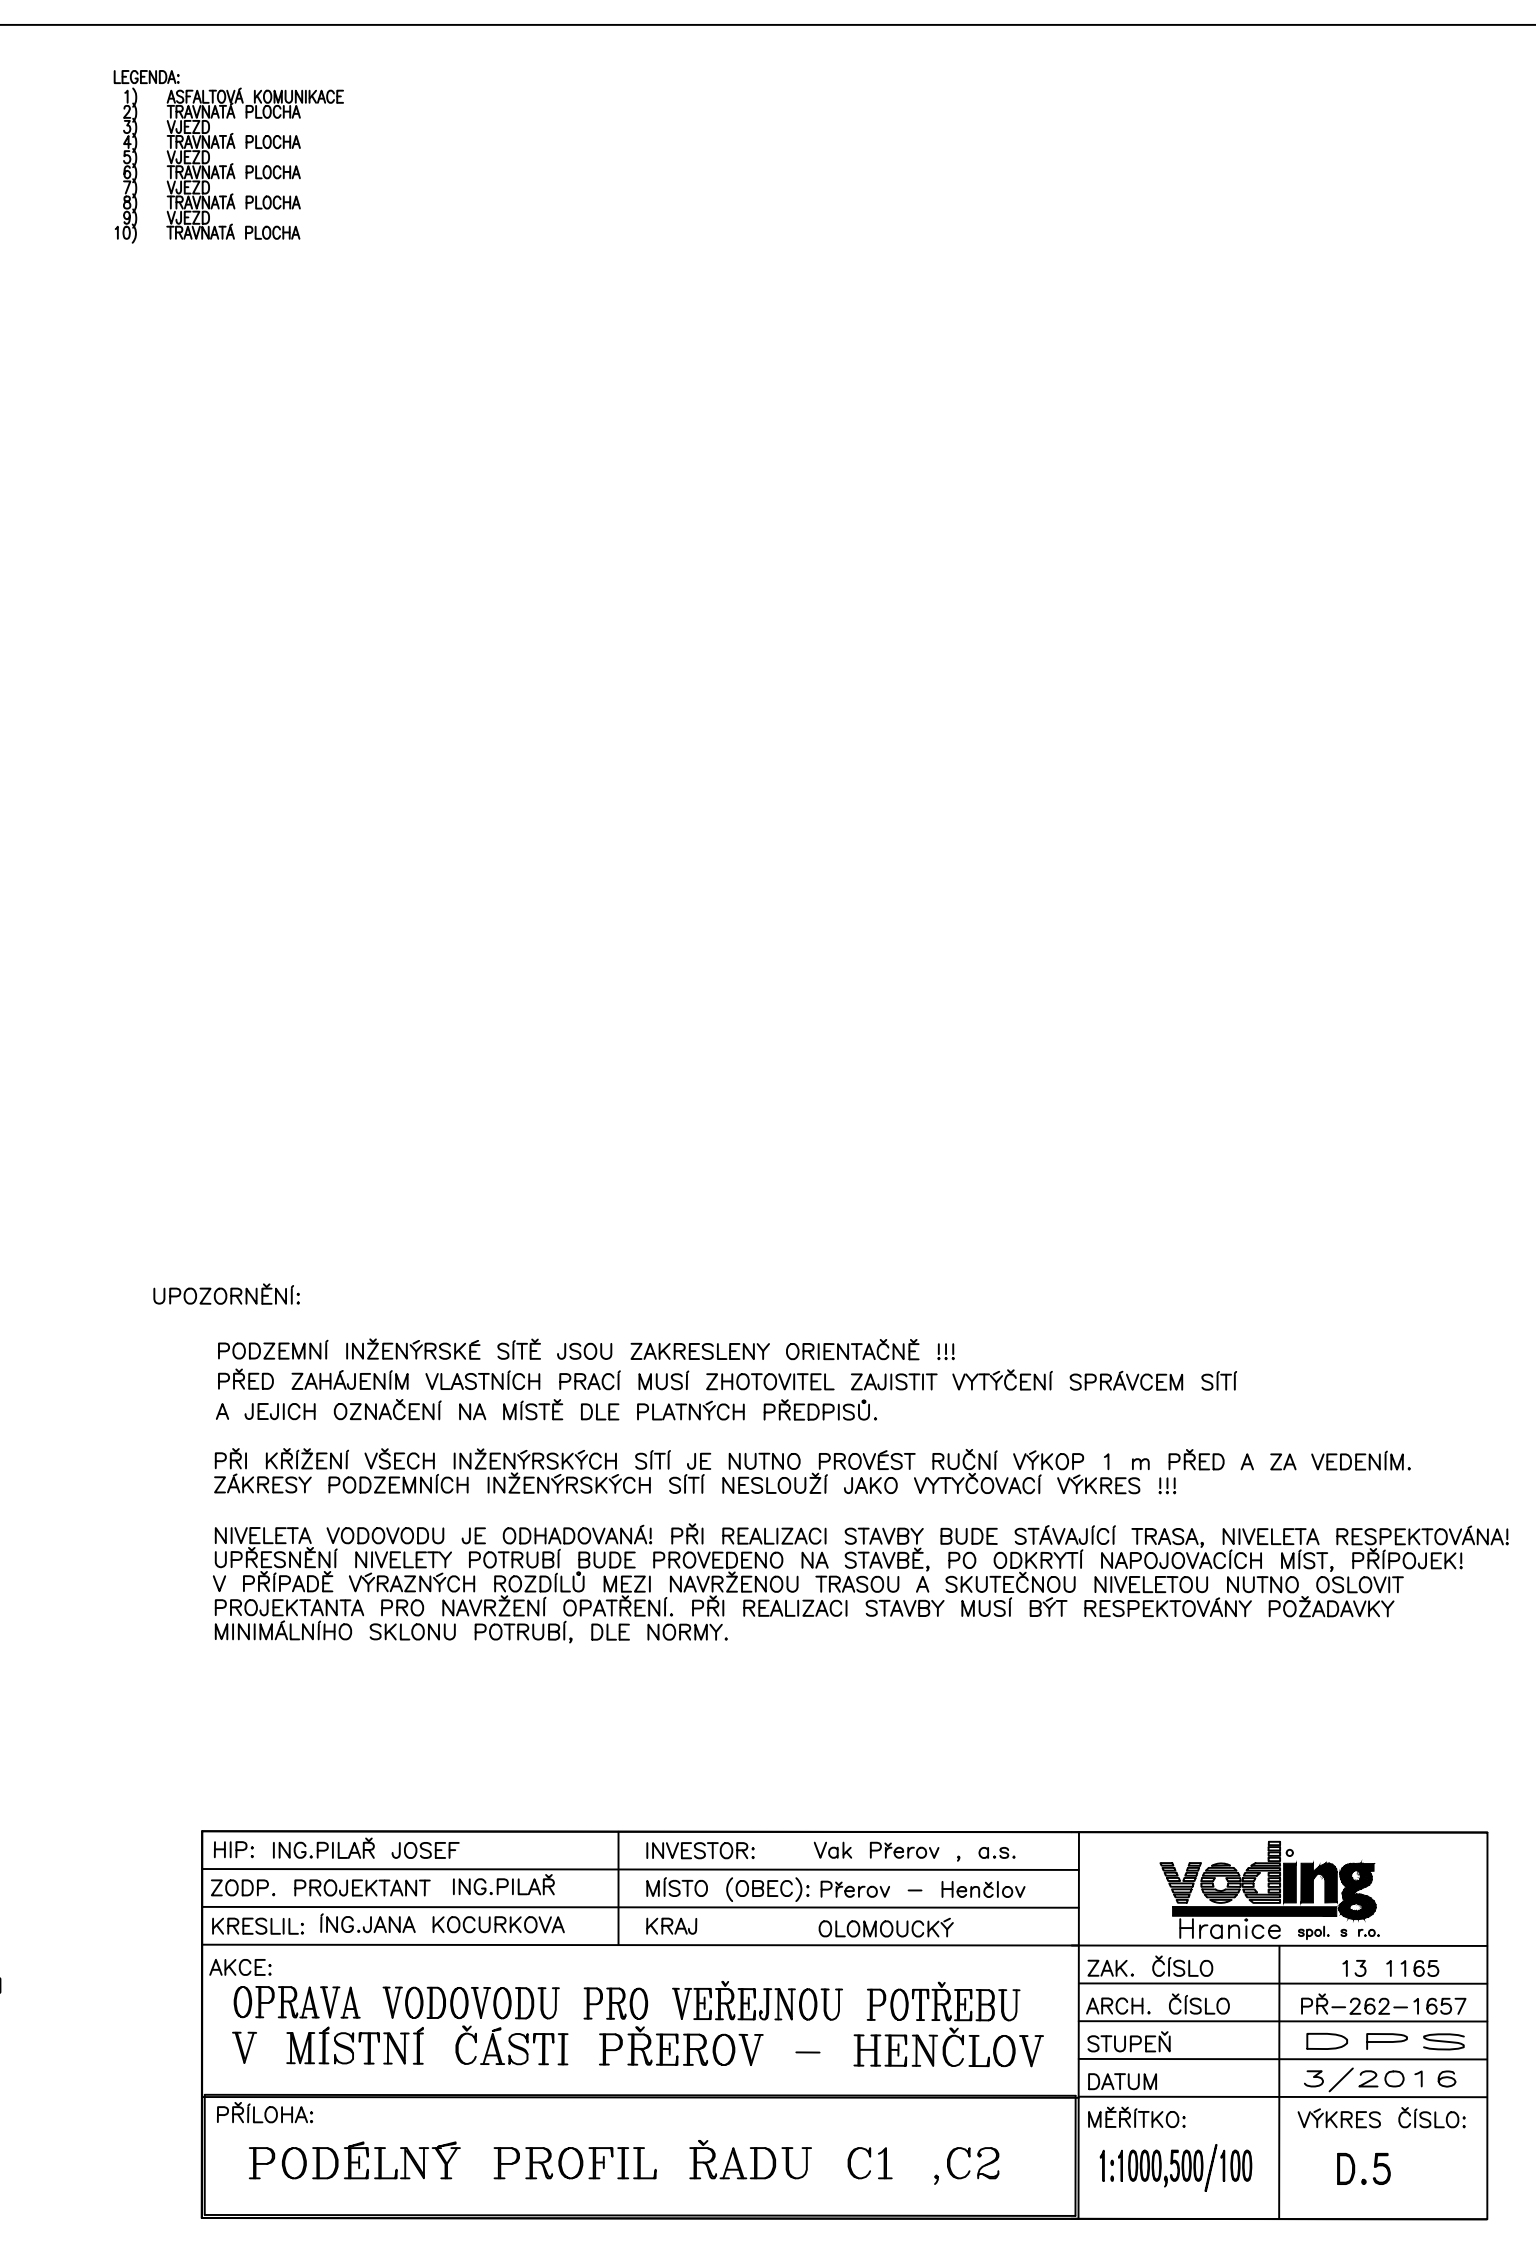 LEGENDA:
1) ASFALTOVÁ KOMUNIKACE
2) TRAVNATÁ PLOCHA
3) VJEZD
4) TRAVNATÁ PLOCHA
5) VJEZD
6) TRAVNATÁ PLOCHA
7) VJEZD
8) TRAVNATÁ PLOCHA
9) VJEZD
10) TRAVNATÁ PLOCHA
UPOZORNĚNÍ:
PODZEMNÍ INŽENÝRSKÉ SÍTĚ JSOU ZAKRESLENY ORIENTAČNĚ !!!
PŘED ZAHÁJENÍM VLASTNÍCH PRACÍ MUSÍ ZHOTOVITEL ZAJISTIT VYTÝČENÍ SPRÁVCEM SÍTÍ
A JEJICH OZNAČENÍ NA MÍSTĚ DLE PLATNÝCH PŘEDPISŮ.
PŘI KŘÍŽENÍ VŠECH INŽENÝRSKÝCH SÍTÍ JE NUTNO PROVÉST RUČNÍ VÝKOP 1 m PŘED A ZA VEDENÍM.
ZÁKRESY PODZEMNÍCH INŽENÝRSKÝCH SÍTÍ NESLOUŽÍ JAKO VYTYČOVACÍ VÝKRES !!!
NIVELETA VODOVODU JE ODHADOVANÁ! PŘI REALIZACI STAVBY BUDE STÁVAJÍCÍ TRASA, NIVELETA RESPEKTOVÁNA!
UPŘESNĚNÍ NIVELETY POTRUBÍ BUDE PROVEDENO NA STAVBĚ, PO ODKRYTÍ NAPOJOVACÍCH MÍST, PŘÍPOJEK!
V PŘÍPADĚ VÝRAZNÝCH ROZDÍLŮ MEZI NAVRŽENOU TRASOU A SKUTEČNOU NIVELETOU NUTNO OSLOVIT
PROJEKTANTA PRO NAVRŽENÍ OPATŘENÍ. PŘI REALIZACI STAVBY MUSÍ BÝT RESPEKTOVÁNY POŽADAVKY
MINIMÁLNÍHO SKLONU POTRUBÍ, DLE NORMY.
HIP: ING.PILAŘ JOSEF
INVESTOR: Vak Přerov , a.s.
ZODP. PROJEKTANT ING.PILAŘ
MÍSTO (OBEC): Přerov – Henčlov
KRESLIL: ÍNG.JANA KOCURKOVA
KRAJ OLOMOUCKÝ
voding
Hranice spol. s r.o.
AKCE:
OPRAVA VODOVODU PRO VEŘEJNOU POTŘEBU
V MÍSTNÍ ČÁSTI PŘEROV – HENČLOV
ZAK. ČÍSLO 13 1165
ARCH. ČÍSLO PŘ–262–1657
STUPEŇ DPS
DATUM 3/2016
PŘÍLOHA:
PODÉLNÝ PROFIL ŘADU C1 ,C2
MĚŘÍTKO:
1:1000,500/100
VÝKRES ČÍSLO:
D.5